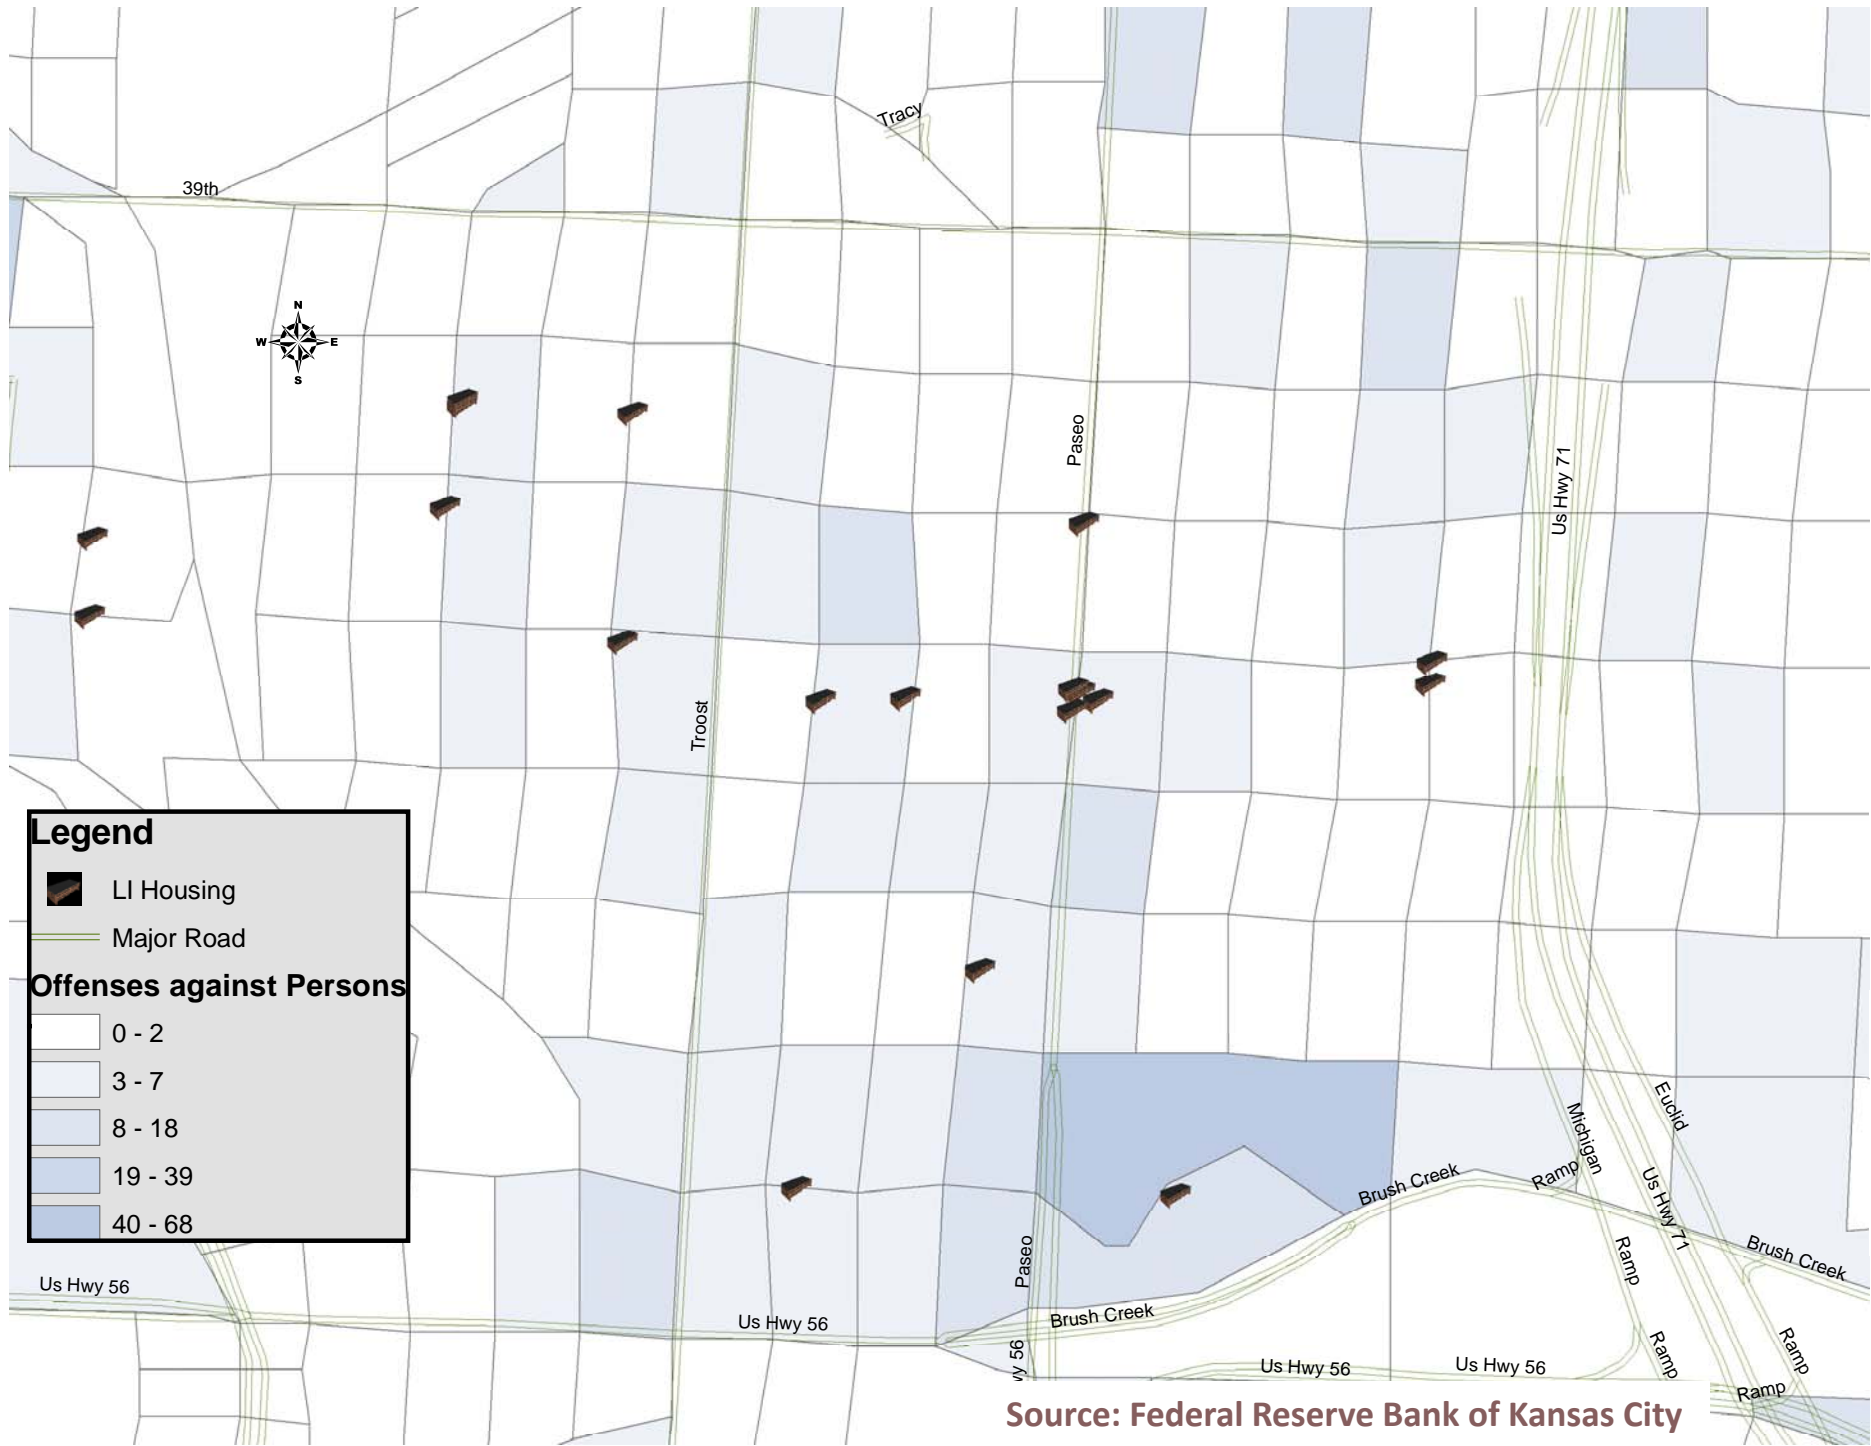 Tracy
39th
N
W
E
S
Paseo
Us Hwy 71
Troost
Legend
LI Housing
Major Road
Offenses against Persons
0 - 2
3 - 7
8 - 18
19 - 39
40 - 68
Euclid
Michigan
Ramp
Brush Creek
Us Hwy 71
Paseo
Ramp
Brush Creek
Us Hwy 56
Us Hwy 56
Brush Creek
Ramp
Ramp
wy 56
Us Hwy 56
Us Hwy 56
Ramp
Source: Federal Reserve Bank of Kansas City